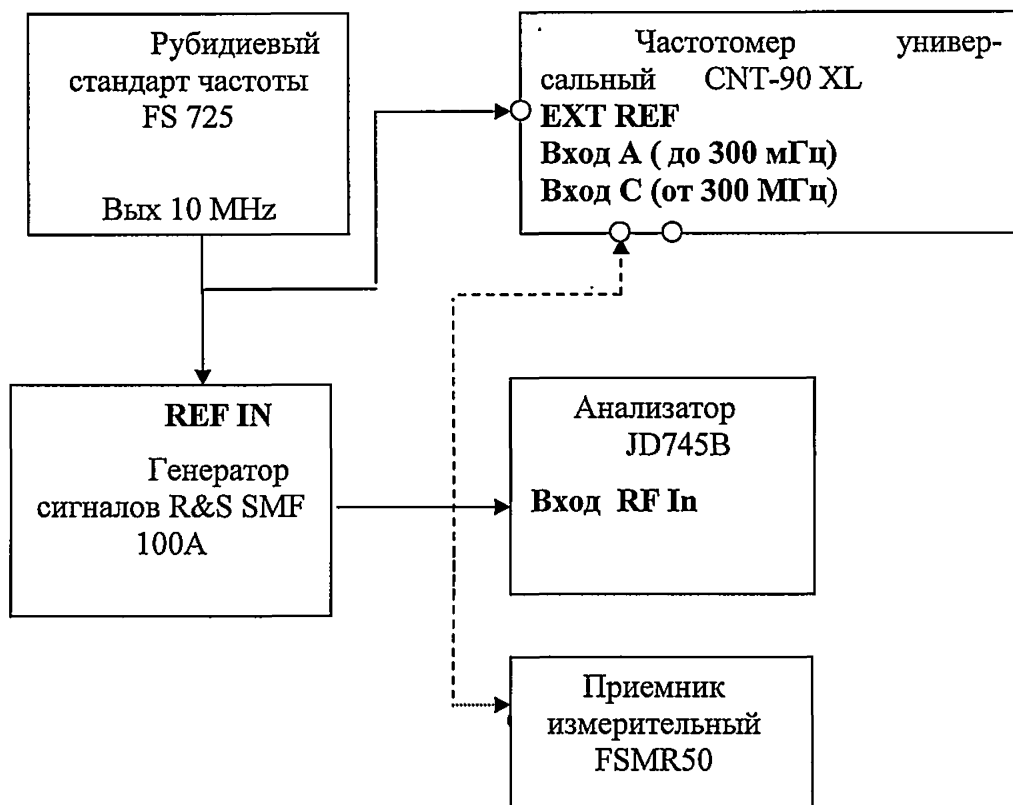 Рубидиевый
стандарт частоты
FS 725
Вых 10 MHz
Частотомер универ-
сальный CNT-90 XL
EXT REF
Вход А ( до 300 мГц)
Вход С (от 300 МГц)
REF IN
Генератор
сигналов R&S SMF
100A
Анализатор
JD745B
Вход RF In
Приемник
измерительный
FSMR50